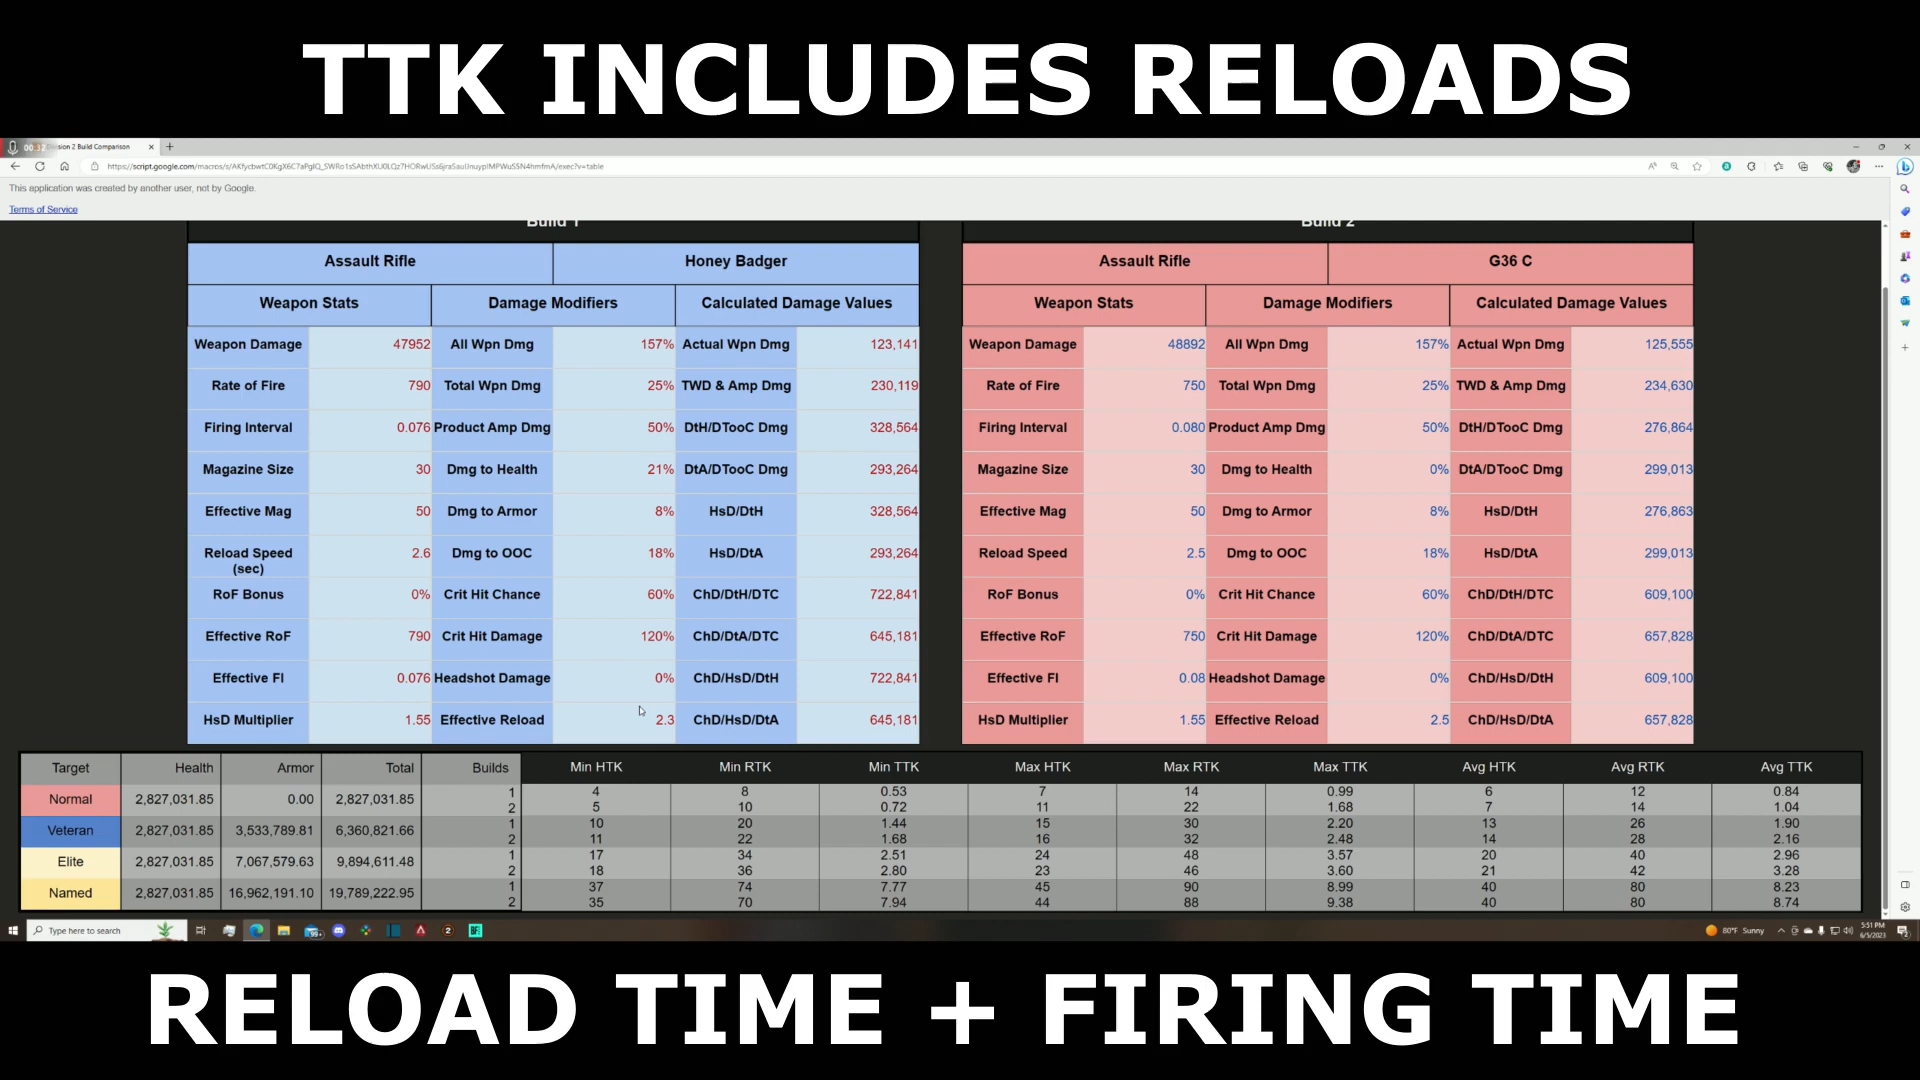 TTK INCLUDES RELOADS
Division 2 Build Comparison
https://script.google.com/macros/s/
exec?v=table
This application was created by another user, not by Google.
Terms of Service
Build 1 Build 2
Assault Rifle Honey Badger Assault Rifle G36 C
Weapon Stats Damage Modifiers Calculated Damage Values Weapon Stats Damage Modifiers Calculated Damage Values
Weapon Damage 47952 All Wpn Dmg 157% Actual Wpn Dmg 123,141 Weapon Damage 48892 All Wpn Dmg 157% Actual Wpn Dmg 125,555
Rate of Fire 790 Total Wpn Dmg 25% TWD & Amp Dmg 230,119 Rate of Fire 750 Total Wpn Dmg 25% TWD & Amp Dmg 234,630
Firing Interval 0.076 Product Amp Dmg 50% DtH/DTooC Dmg 328,564 Firing Interval 0.080 Product Amp Dmg 50% DtH/DTooC Dmg 276,864
Magazine Size 30 Dmg to Health 21% DtA/DTooC Dmg 293,264 Magazine Size 30 Dmg to Health 0% DtA/DTooC Dmg 299,013
Effective Mag 50 Dmg to Armor 8% HsD/DtH 328,564 Effective Mag 50 Dmg to Armor 8% HsD/DtH 276,863
Reload Speed (sec) 2.6 Dmg to OOC 18% HsD/DtA 293,264 Reload Speed 2.5 Dmg to OOC 18% HsD/DtA 299,013
RoF Bonus 0% Crit Hit Chance 60% ChD/DtH/DTC 722,841 RoF Bonus 0% Crit Hit Chance 60% ChD/DtH/DTC 609,100
Effective RoF 790 Crit Hit Damage 120% ChD/DtA/DTC 645,181 Effective RoF 750 Crit Hit Damage 120% ChD/DtA/DTC 657,828
Effective FI 0.076 Headshot Damage 0% ChD/HsD/DtH 722,841 Effective FI 0.08 Headshot Damage 0% ChD/HsD/DtH 609,100
HsD Multiplier 1.55 Effective Reload 2.3 ChD/HsD/DtA 645,181 HsD Multiplier 1.55 Effective Reload 2.5 ChD/HsD/DtA 657,828
Target Health Armor Total Builds Min HTK Min RTK Min TTK Max HTK Max RTK Max TTK Avg HTK Avg RTK Avg TTK
Normal 2,827,031.85 0.00 2,827,031.85 1 4 8 0.53 7 14 0.99 6 12 0.84
2 5 10 0.72 11 22 1.68 7 14 1.04
Veteran 2,827,031.85 3,533,789.81 6,360,821.66 1 10 20 1.44 15 30 2.20 13 26 1.90
2 11 22 1.68 16 32 2.48 14 28 2.16
Elite 2,827,031.85 7,067,579.63 9,894,611.48 1 17 34 2.51 24 48 3.57 20 40 2.96
2 18 36 2.80 23 46 3.60 21 42 3.28
Named 2,827,031.85 16,962,191.10 19,789,222.95 1 37 74 7.77 45 90 8.99 40 80 8.23
2 35 70 7.94 44 88 9.38 40 80 8.74
Type here to search
80°F Sunny
5:51 PM
6/5/2023
RELOAD TIME + FIRING TIME